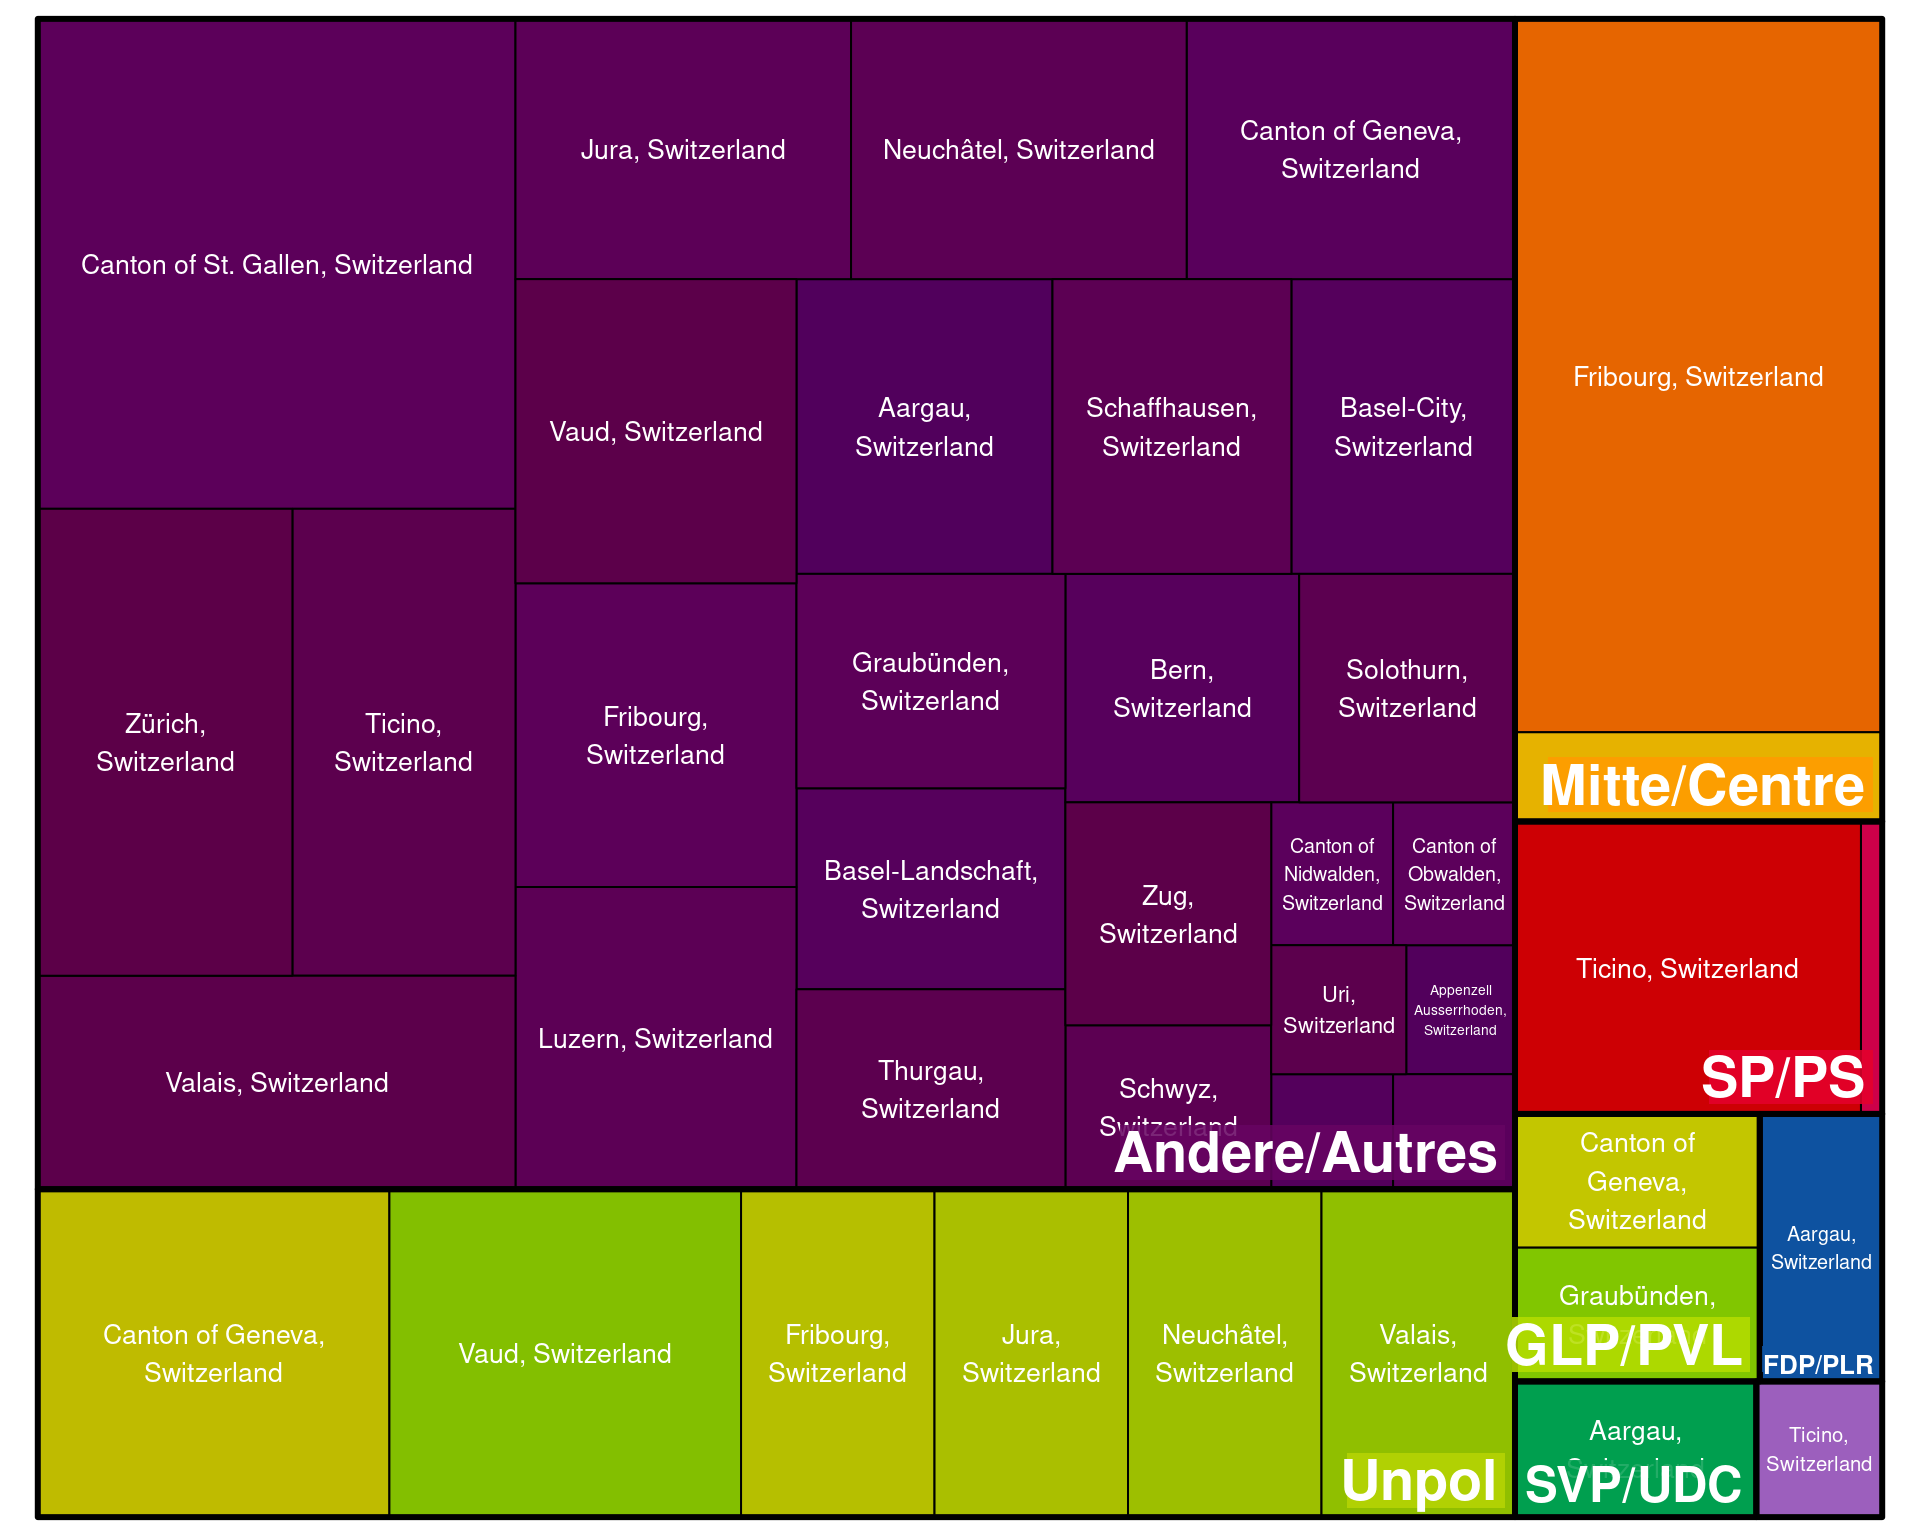 Canton of St. Gallen, Switzerland
Jura, Switzerland
Neuchâtel, Switzerland
Canton of Geneva,
Switzerland
Vaud, Switzerland
Aargau,
Switzerland
Schaffhausen,
Switzerland
Basel-City,
Switzerland
Zürich,
Switzerland
Ticino,
Switzerland
Fribourg,
Switzerland
Graubünden,
Switzerland
Bern,
Switzerland
Solothurn,
Switzerland
Basel-Landschaft,
Switzerland
Zug,
Switzerland
Canton of
Nidwalden,
Switzerland
Canton of
Obwalden,
Switzerland
Uri,
Switzerland
Appenzell
Ausserrhoden,
Switzerland
Valais, Switzerland
Luzern, Switzerland
Thurgau,
Switzerland
Schwyz,
Switzerland
Andere/Autres
Fribourg, Switzerland
Mitte/Centre
Ticino, Switzerland
SP/PS
Canton of Geneva,
Switzerland
Vaud, Switzerland
Fribourg,
Switzerland
Jura,
Switzerland
Neuchâtel,
Switzerland
Valais,
Switzerland
Unpol
Canton of
Geneva,
Switzerland
Graubünden,
GLP/PVL
Aargau,
Switzerland
FDP/PLR
Aargau,
Switzerland
SVP/UDC
Ticino,
Switzerland